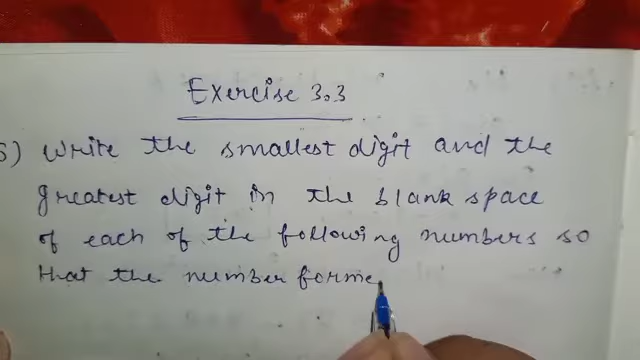 Exercise 3.3
5) Write the smallest digit and the
greatest digit in the blank space
of each of the following numbers so
that the number forme